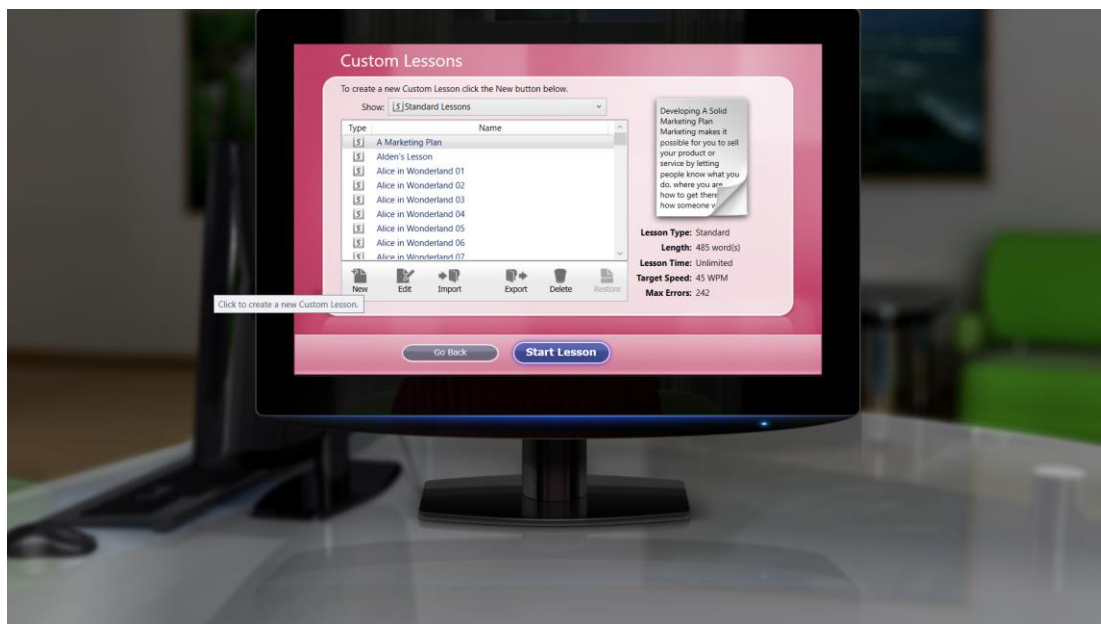 Custom Lessons
To create a new Custom Lesson click the New button below.
Show: [S] Standard Lessons
Type Name
[S] A Marketing Plan
[S] Alden's Lesson
[S] Alice in Wonderland 01
[S] Alice in Wonderland 02
[S] Alice in Wonderland 03
[S] Alice in Wonderland 04
[S] Alice in Wonderland 05
[S] Alice in Wonderland 06
[S] Alice in Wonderland 07
New Edit Import Export Delete Restore
Click to create a new Custom Lesson.
Developing A Solid
Marketing Plan
Marketing makes it
possible for you to sell
your product or
service by letting
people know what you
do. where you are
how to get there
how someone
Lesson Type: Standard
Length: 485 word(s)
Lesson Time: Unlimited
Target Speed: 45 WPM
Max Errors: 242
Go Back Start Lesson